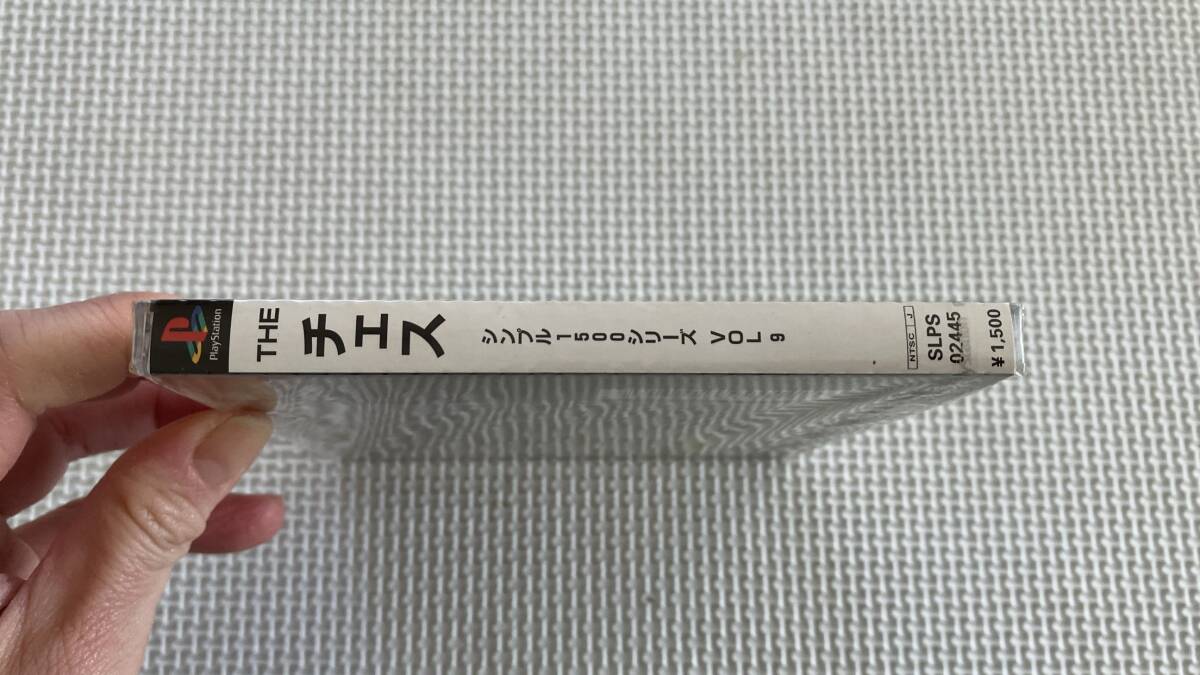 PlayStation
THE
チェス
シンプル1500シリーズ VOL 9
NTSC J
SLPS
02445
¥1,500